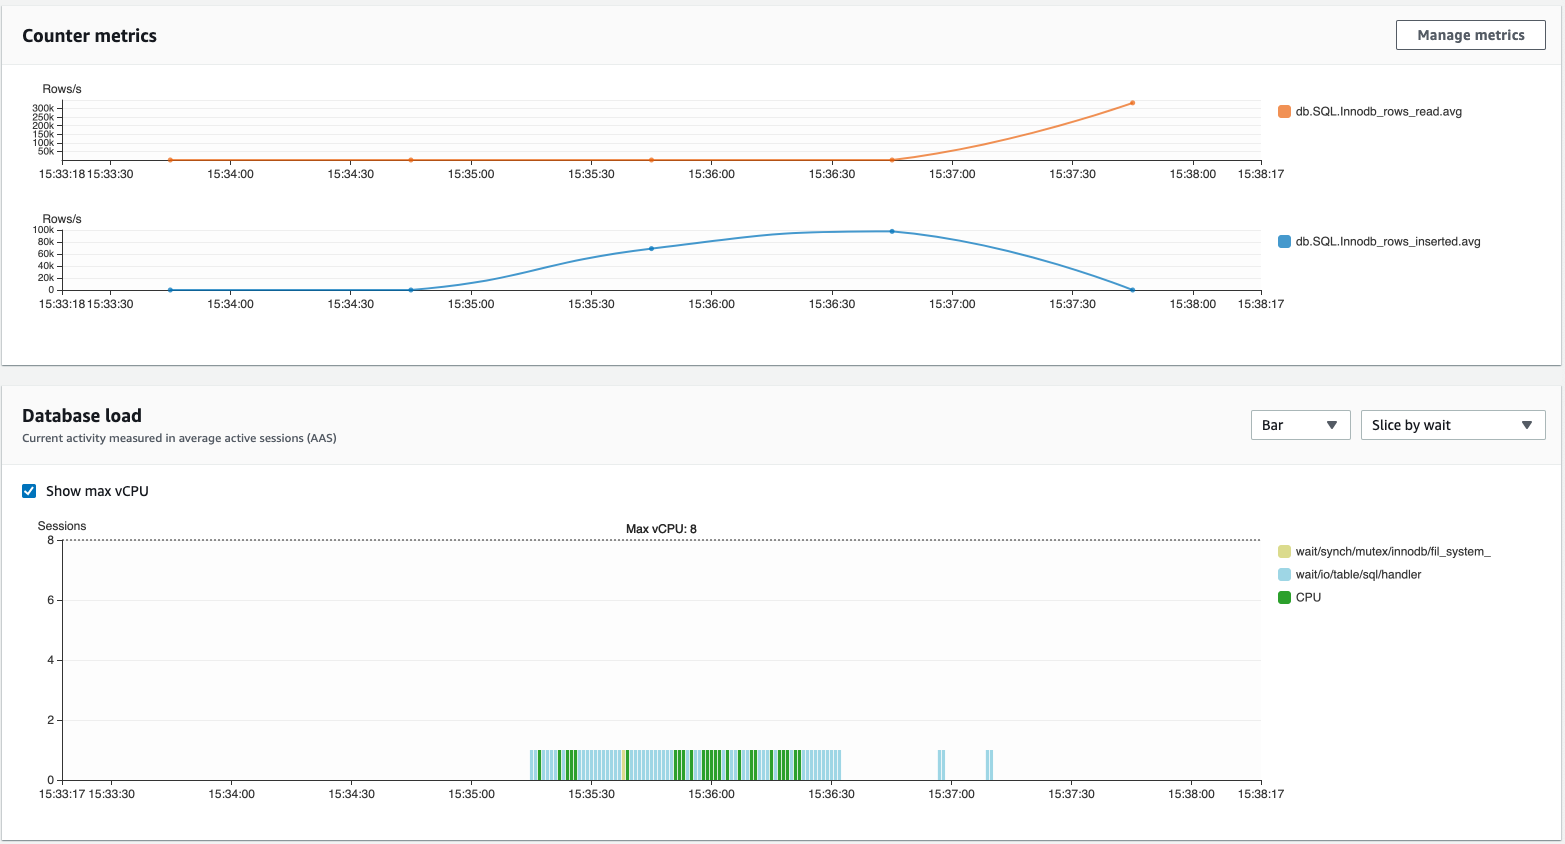 Counter metrics
Manage metrics
Rows/s
300k
250k
200k
150k
100k
50k
15:33:18 15:33:30 15:34:00 15:34:30 15:35:00 15:35:30 15:36:00 15:36:30 15:37:00 15:37:30 15:38:00 15:38:17
db.SQL.Innodb_rows_read.avg
Rows/s
100k
80k
60k
40k
20k
0
15:33:18 15:33:30 15:34:00 15:34:30 15:35:00 15:35:30 15:36:00 15:36:30 15:37:00 15:37:30 15:38:00 15:38:17
db.SQL.Innodb_rows_inserted.avg
Database load
Current activity measured in average active sessions (AAS)
Bar
Slice by wait
Show max vCPU
Sessions
Max vCPU: 8
8
6
4
2
0
15:33:17 15:33:30 15:34:00 15:34:30 15:35:00 15:35:30 15:36:00 15:36:30 15:37:00 15:37:30 15:38:00 15:38:17
wait/synch/mutex/innodb/fil_system_
wait/io/table/sql/handler
CPU